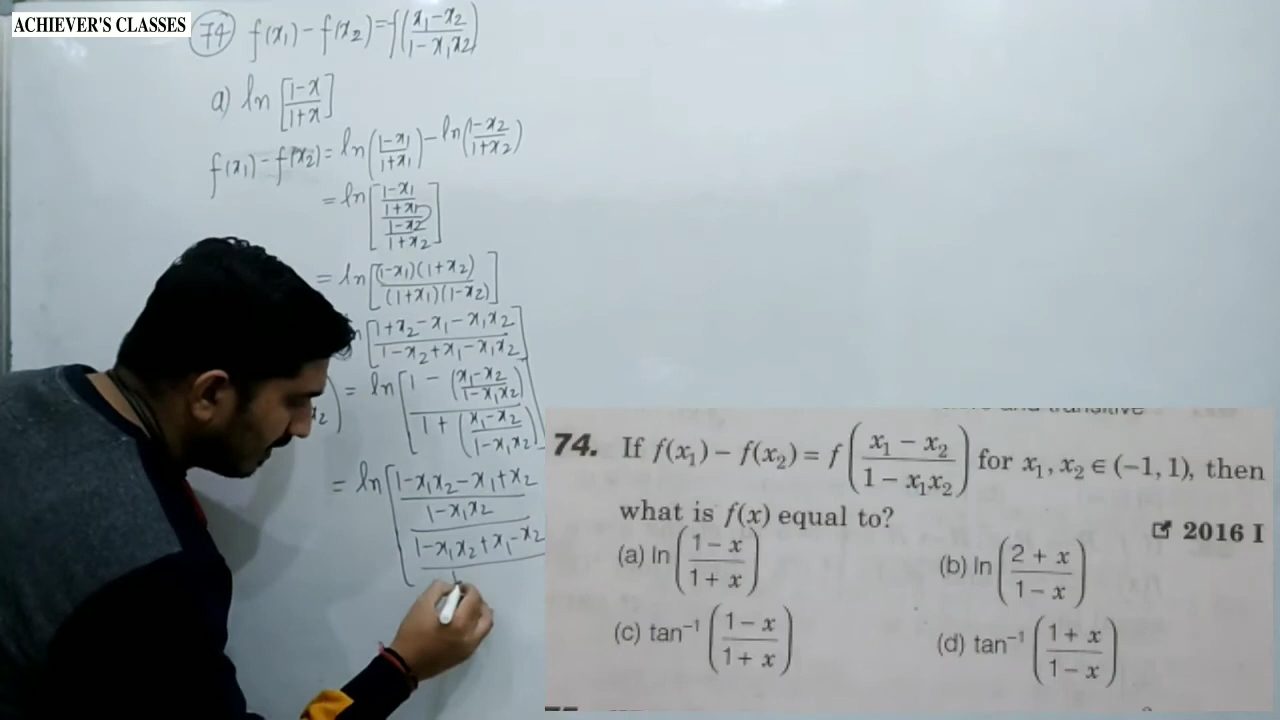 ACHIEVER'S CLASSES
74 f(x₁) - f(x₂) = f((x₁-x₂)/(1-x₁x₂))
a) ln [(1-x)/(1+x)]
f(x₁) - f(x₂) = ln((1-x₁)/(1+x₁)) - ln((1-x₂)/(1+x₂))
= ln [((1-x₁)/(1+x₁))/((1-x₂)/(1+x₂))]
= ln [((1-x₁)(1+x₂))/((1+x₁)(1-x₂))]
[(1+x₂-x₁-x₁x₂)/(1-x₂+x₁-x₁x₂)]
x₂) = ln [(1 - ((x₁-x₂)/(1-x₁x₂)))/(1 + ((x₁-x₂)/(1-x₁x₂)))]
= ln [((1-x₁x₂-x₁+x₂)/(1-x₁x₂))/((1-x₁x₂+x₁-x₂)/1
74. If f(x₁) − f(x₂) = f((x₁ − x₂)/(1 − x₁x₂)) for x₁, x₂ ∈ (−1, 1), then
what is f(x) equal to? 2016 I
(a) ln ((1 − x)/(1 + x)) (b) ln ((2 + x)/(1 − x))
(c) tan⁻¹ ((1 − x)/(1 + x)) (d) tan⁻¹ ((1 + x)/(1 − x))